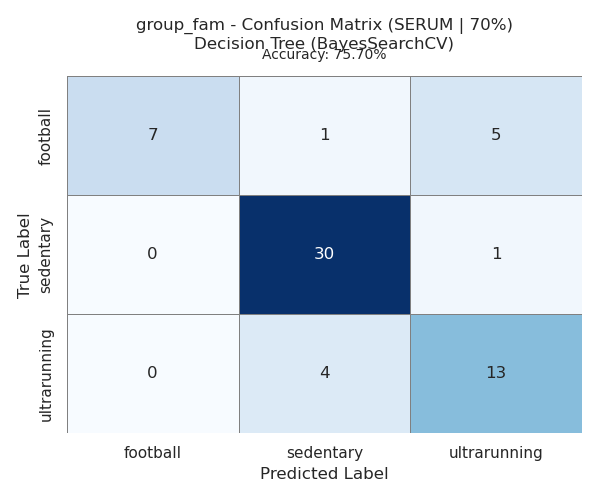 group_fam - Confusion Matrix (SERUM | 70%)
Decision Tree (BayesSearchCV)
Accuracy: 75.70%
True Label
football
7 1 5
sedentary
0 30 1
ultrarunning
0 4 13
football sedentary ultrarunning
Predicted Label